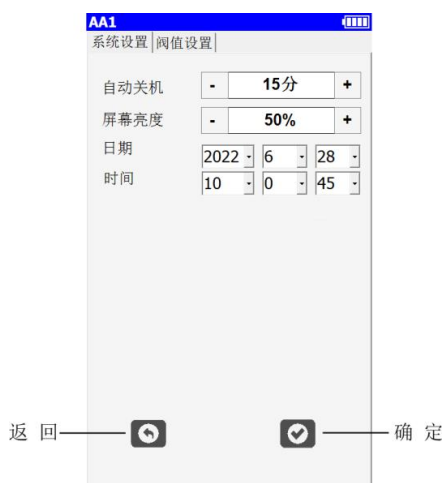 AA1
系统设置 阀值设置
自动关机 - 15分 +
屏幕亮度 - 50% +
日期 2022 6 28
时间 10 0 45
返 回 确 定